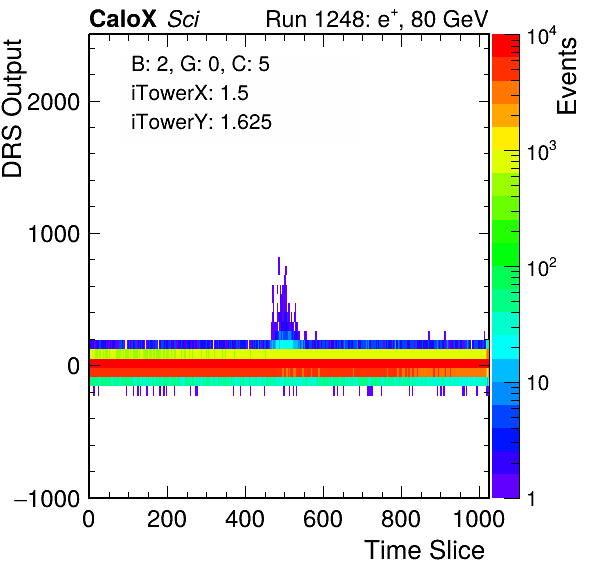 CaloX Sci
Run 1248: e+, 80 GeV
B: 2, G: 0, C: 5
iTowerX: 1.5
iTowerY: 1.625
DRS Output
2000
1000
0
−1000
0
200
400
600
800
1000
Time Slice
Events
10^4
10^3
10^2
10
1